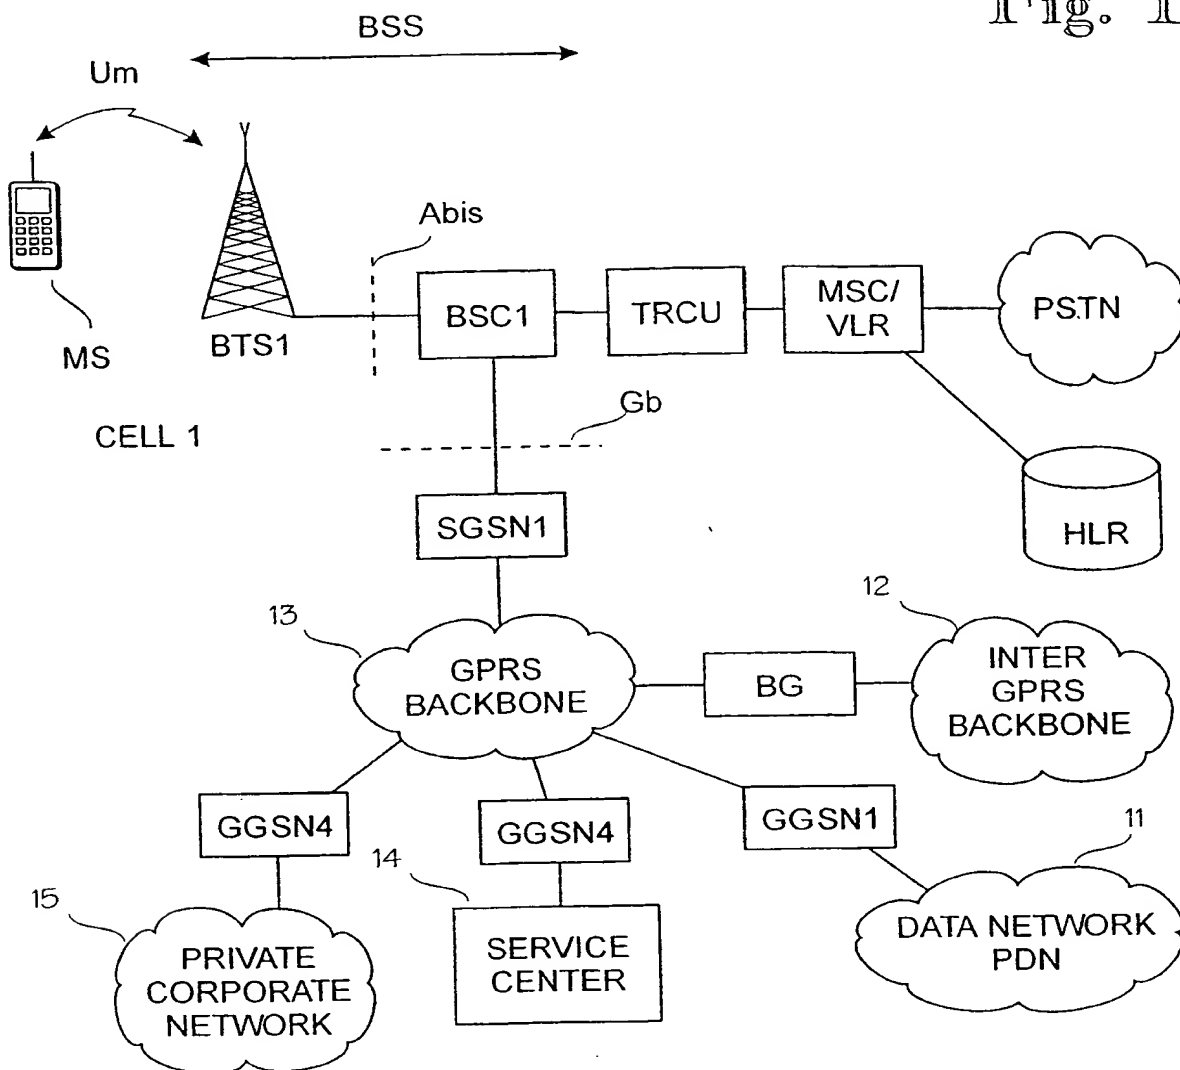 Fig. 1
BSS
Um
Abis
MS
BTS1
BSC1
TRCU
MSC/
VLR
PSTN
CELL 1
Gb
SGSN1
HLR
13
GPRS
BACKBONE
BG
12
INTER
GPRS
BACKBONE
GGSN4
GGSN4
GGSN1
11
14
15
PRIVATE
CORPORATE
NETWORK
SERVICE
CENTER
DATA NETWORK
PDN